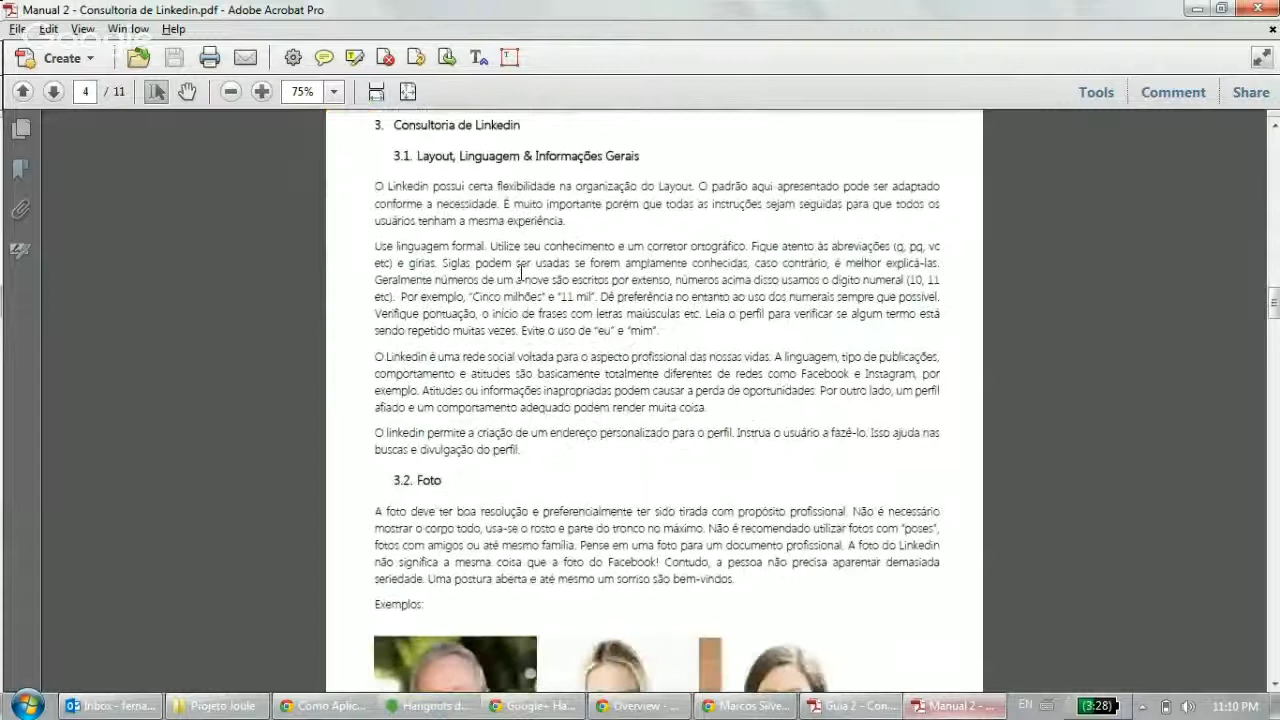 Manual 2 - Consultoria de Linkedin.pdf - Adobe Acrobat Pro
File Edit View Window Help
Create
4 / 11 75% Tools Comment Share
3. Consultoria de Linkedin
3.1. Layout, Linguagem & Informações Gerais
O Linkedin possui certa flexibilidade na organização do Layout. O padrão aqui apresentado pode ser adaptado
conforme a necessidade. É muito importante porém que todas as instruções sejam seguidas para que todos os
usuários tenham a mesma experiência.
Use linguagem formal. Utilize seu conhecimento e um corretor ortográfico. Fique atento às abreviações (q, pq, vc
etc) e gírias. Siglas podem ser usadas se forem amplamente conhecidas, caso contrário, é melhor explicá-las.
Geralmente números de um a nove são escritos por extenso, números acima disso usamos o dígito numeral (10, 11
etc). Por exemplo, "Cinco milhões" e "11 mil". Dê preferência no entanto ao uso dos numerais sempre que possível.
Verifique pontuação, o início de frases com letras maiúsculas etc. Leia o perfil para verificar se algum termo está
sendo repetido muitas vezes. Evite o uso de "eu" e "mim".
O Linkedin é uma rede social voltada para o aspecto profissional das nossas vidas. A linguagem, tipo de publicações,
comportamento e atitudes são basicamente totalmente diferentes de redes como Facebook e Instagram, por
exemplo. Atitudes ou informações inapropriadas podem causar a perda de oportunidades. Por outro lado, um perfil
afiado e um comportamento adequado podem render muita coisa.
O linkedin permite a criação de um endereço personalizado para o perfil. Instrua o usuário a fazê-lo. Isso ajuda nas
buscas e divulgação do perfil.
3.2. Foto
A foto deve ter boa resolução e preferencialmente ter sido tirada com propósito profissional. Não é necessário
mostrar o corpo todo, usa-se o rosto e parte do tronco no máximo. Não é recomendado utilizar fotos com "poses",
fotos com amigos ou até mesmo família. Pense em uma foto para um documento profissional. A foto do Linkedin
não significa a mesma coisa que a foto do Facebook! Contudo, a pessoa não precisa aparentar demasiada
seriedade. Uma postura aberta e até mesmo um sorriso são bem-vindos.
Exemplos:
Inbox - ferna... Projeto Joule Como Aplic... Hangouts d... Google+ Ha... Overview - ... Marcos Silve... Guia 2 - Con... Manual 2 - ... EN (3:28) 11:10 PM